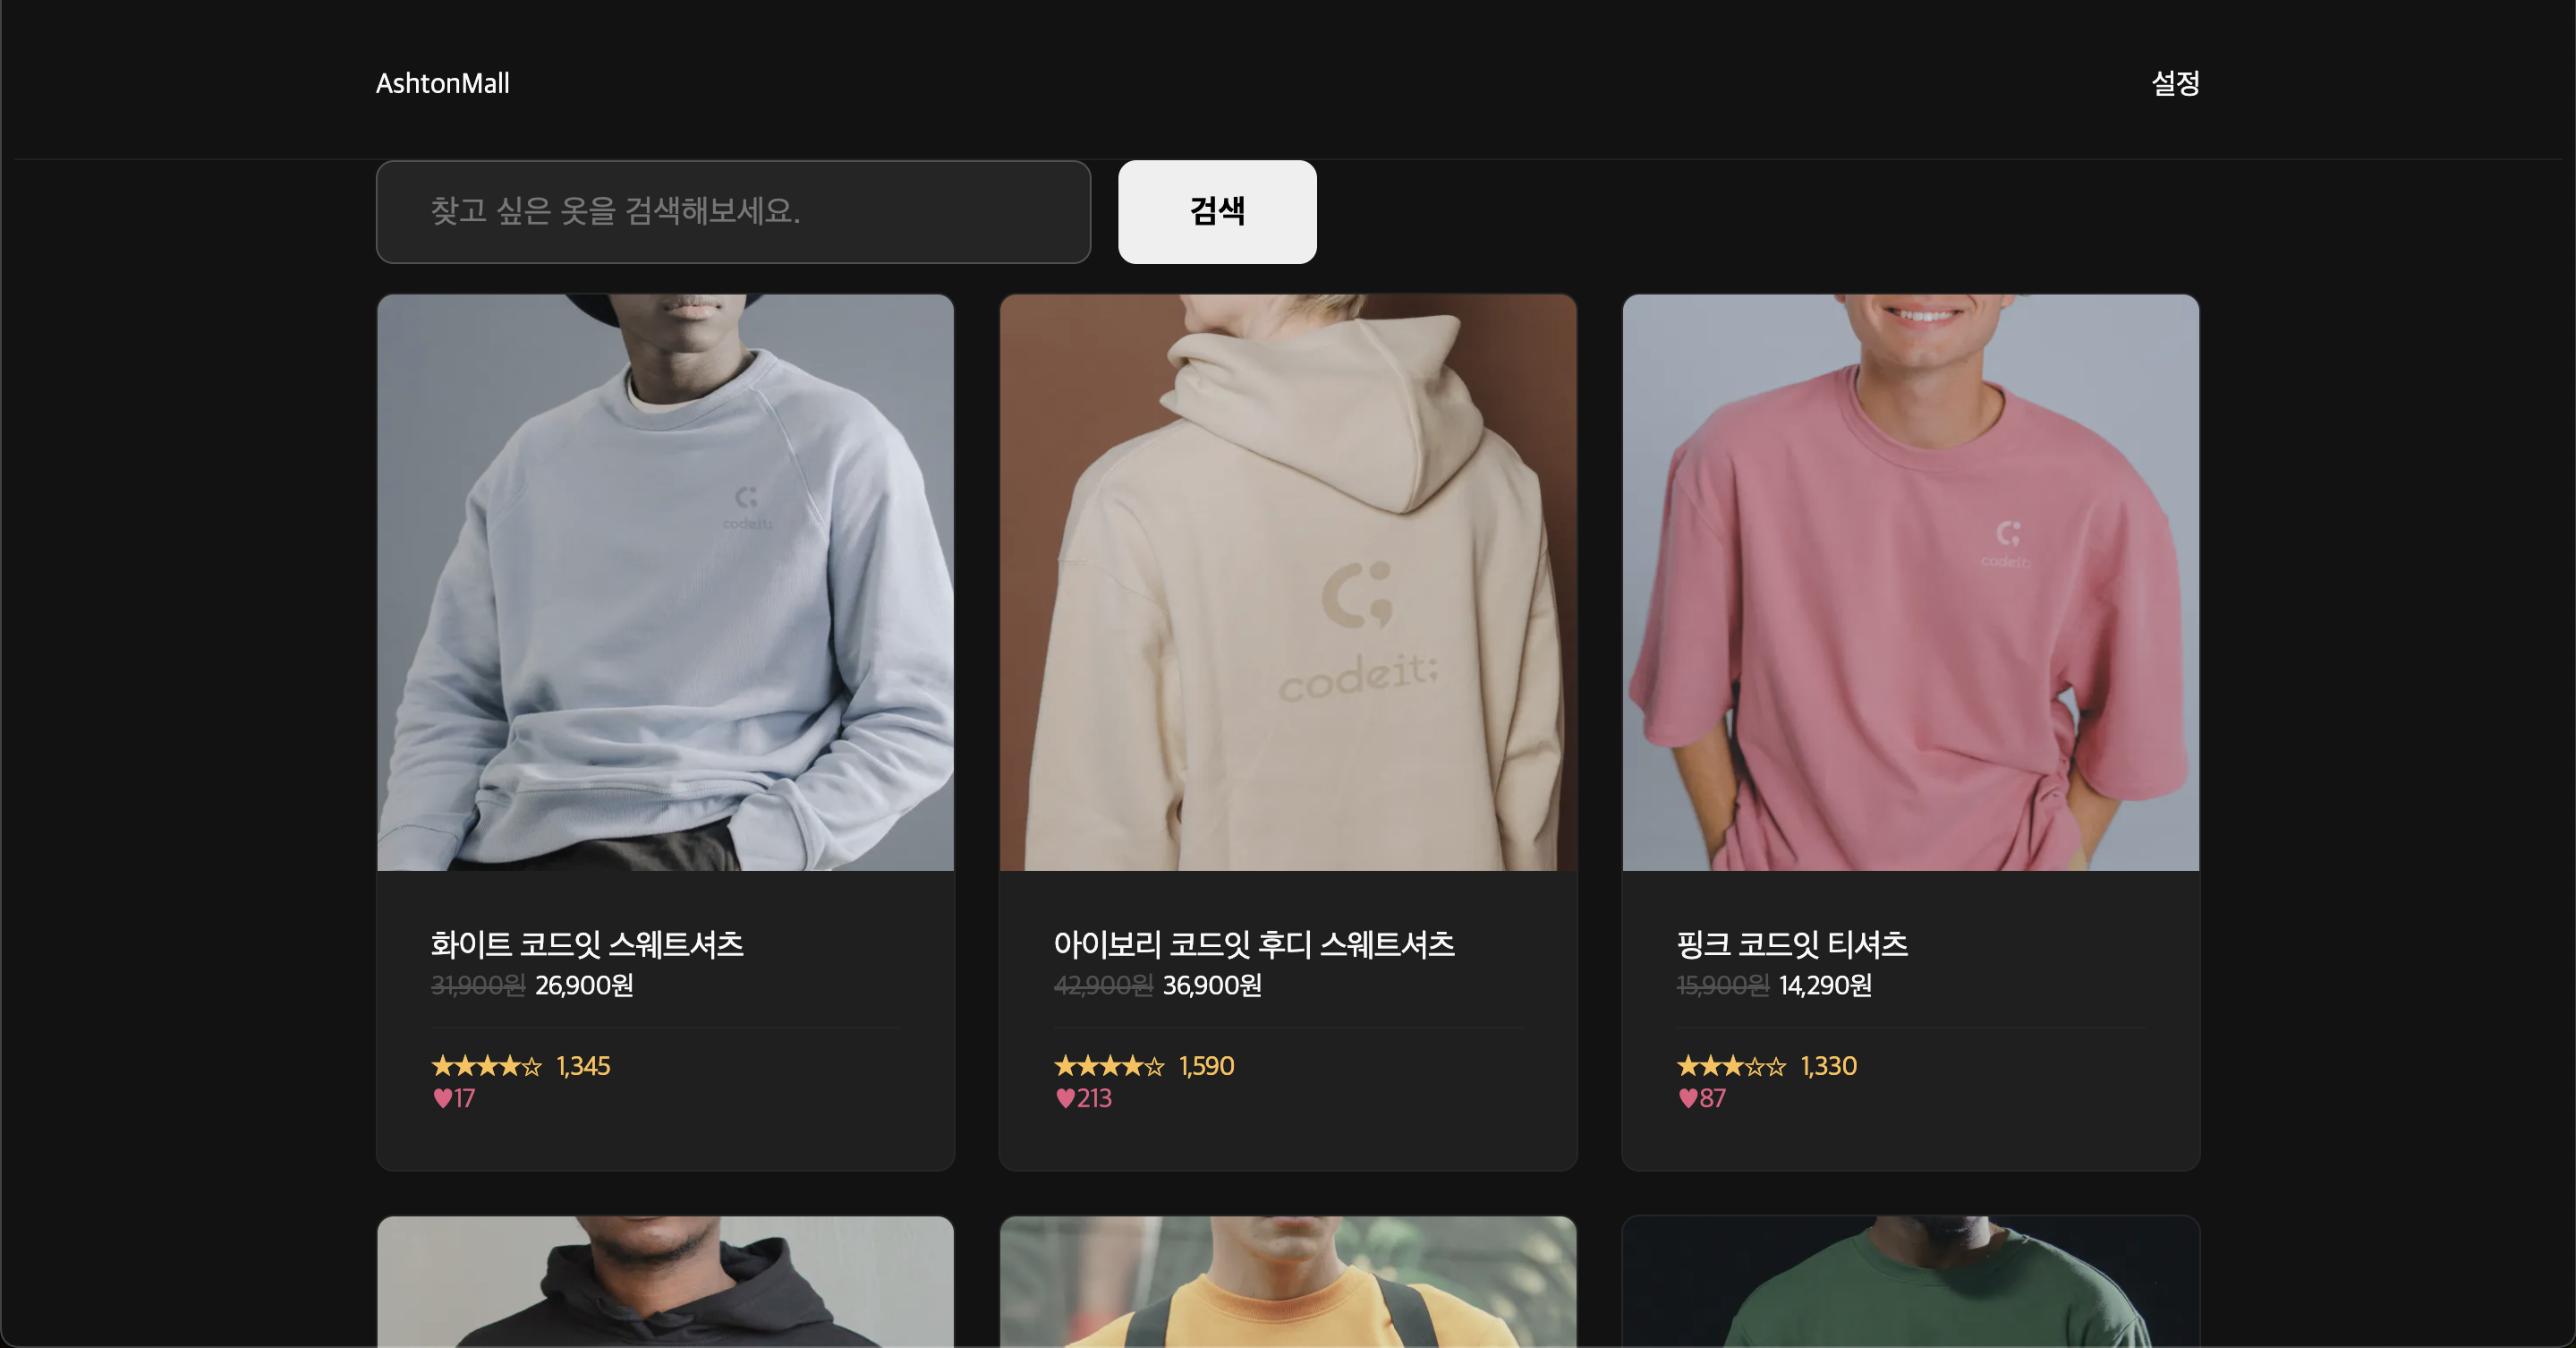 AshtonMall
설정
찾고 싶은 옷을 검색해보세요.
검색
codeit;
codeit;
codeit;
화이트 코드잇 스웨트셔츠
31,900원 26,900원
★★★★☆ 1,345
♥17
아이보리 코드잇 후디 스웨트셔츠
42,900원 36,900원
★★★★☆ 1,590
♥213
핑크 코드잇 티셔츠
15,900원 14,290원
★★★☆☆ 1,330
♥87